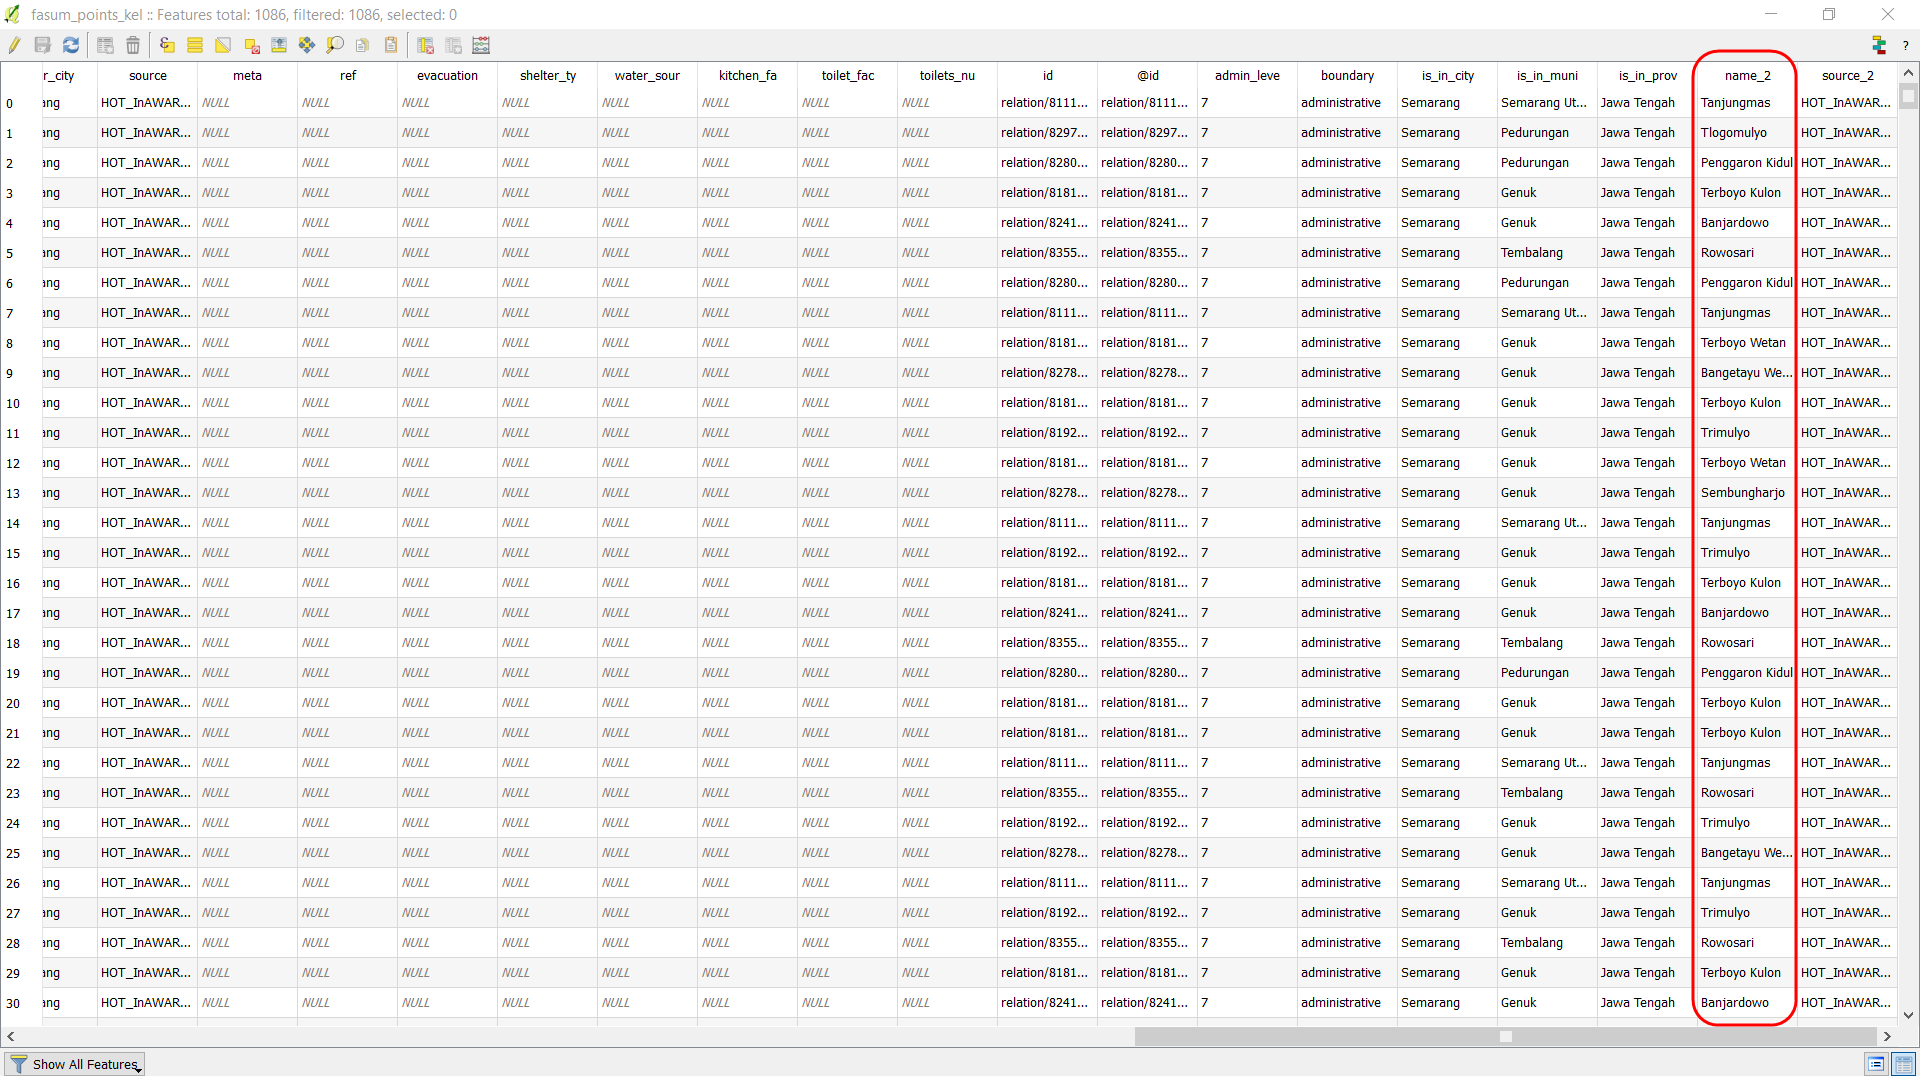 fasum_points_kel :: Features total: 1086, filtered: 1086, selected: 0
?
r_city source meta ref evacuation shelter_ty water_sour kitchen_fa toilet_fac toilets_nu id @id admin_leve boundary is_in_city is_in_muni is_in_prov name_2 source_2
0 ang HOT_InAWAR... NULL NULL NULL NULL NULL NULL NULL NULL relation/8111... relation/8111... 7 administrative Semarang Semarang Ut... Jawa Tengah Tanjungmas HOT_InAWAR...
1 ang HOT_InAWAR... NULL NULL NULL NULL NULL NULL NULL NULL relation/8297... relation/8297... 7 administrative Semarang Pedurungan Jawa Tengah Tlogomulyo HOT_InAWAR...
2 ang HOT_InAWAR... NULL NULL NULL NULL NULL NULL NULL NULL relation/8280... relation/8280... 7 administrative Semarang Pedurungan Jawa Tengah Penggaron Kidul HOT_InAWAR...
3 ang HOT_InAWAR... NULL NULL NULL NULL NULL NULL NULL NULL relation/8181... relation/8181... 7 administrative Semarang Genuk Jawa Tengah Terboyo Kulon HOT_InAWAR...
4 ang HOT_InAWAR... NULL NULL NULL NULL NULL NULL NULL NULL relation/8241... relation/8241... 7 administrative Semarang Genuk Jawa Tengah Banjardowo HOT_InAWAR...
5 ang HOT_InAWAR... NULL NULL NULL NULL NULL NULL NULL NULL relation/8355... relation/8355... 7 administrative Semarang Tembalang Jawa Tengah Rowosari HOT_InAWAR...
6 ang HOT_InAWAR... NULL NULL NULL NULL NULL NULL NULL NULL relation/8280... relation/8280... 7 administrative Semarang Pedurungan Jawa Tengah Penggaron Kidul HOT_InAWAR...
7 ang HOT_InAWAR... NULL NULL NULL NULL NULL NULL NULL NULL relation/8111... relation/8111... 7 administrative Semarang Semarang Ut... Jawa Tengah Tanjungmas HOT_InAWAR...
8 ang HOT_InAWAR... NULL NULL NULL NULL NULL NULL NULL NULL relation/8181... relation/8181... 7 administrative Semarang Genuk Jawa Tengah Terboyo Wetan HOT_InAWAR...
9 ang HOT_InAWAR... NULL NULL NULL NULL NULL NULL NULL NULL relation/8278... relation/8278... 7 administrative Semarang Genuk Jawa Tengah Bangetayu We... HOT_InAWAR...
10 ang HOT_InAWAR... NULL NULL NULL NULL NULL NULL NULL NULL relation/8181... relation/8181... 7 administrative Semarang Genuk Jawa Tengah Terboyo Kulon HOT_InAWAR...
11 ang HOT_InAWAR... NULL NULL NULL NULL NULL NULL NULL NULL relation/8192... relation/8192... 7 administrative Semarang Genuk Jawa Tengah Trimulyo HOT_InAWAR...
12 ang HOT_InAWAR... NULL NULL NULL NULL NULL NULL NULL NULL relation/8181... relation/8181... 7 administrative Semarang Genuk Jawa Tengah Terboyo Wetan HOT_InAWAR...
13 ang HOT_InAWAR... NULL NULL NULL NULL NULL NULL NULL NULL relation/8278... relation/8278... 7 administrative Semarang Genuk Jawa Tengah Sembungharjo HOT_InAWAR...
14 ang HOT_InAWAR... NULL NULL NULL NULL NULL NULL NULL NULL relation/8111... relation/8111... 7 administrative Semarang Semarang Ut... Jawa Tengah Tanjungmas HOT_InAWAR...
15 ang HOT_InAWAR... NULL NULL NULL NULL NULL NULL NULL NULL relation/8192... relation/8192... 7 administrative Semarang Genuk Jawa Tengah Trimulyo HOT_InAWAR...
16 ang HOT_InAWAR... NULL NULL NULL NULL NULL NULL NULL NULL relation/8181... relation/8181... 7 administrative Semarang Genuk Jawa Tengah Terboyo Kulon HOT_InAWAR...
17 ang HOT_InAWAR... NULL NULL NULL NULL NULL NULL NULL NULL relation/8241... relation/8241... 7 administrative Semarang Genuk Jawa Tengah Banjardowo HOT_InAWAR...
18 ang HOT_InAWAR... NULL NULL NULL NULL NULL NULL NULL NULL relation/8355... relation/8355... 7 administrative Semarang Tembalang Jawa Tengah Rowosari HOT_InAWAR...
19 ang HOT_InAWAR... NULL NULL NULL NULL NULL NULL NULL NULL relation/8280... relation/8280... 7 administrative Semarang Pedurungan Jawa Tengah Penggaron Kidul HOT_InAWAR...
20 ang HOT_InAWAR... NULL NULL NULL NULL NULL NULL NULL NULL relation/8181... relation/8181... 7 administrative Semarang Genuk Jawa Tengah Terboyo Kulon HOT_InAWAR...
21 ang HOT_InAWAR... NULL NULL NULL NULL NULL NULL NULL NULL relation/8181... relation/8181... 7 administrative Semarang Genuk Jawa Tengah Terboyo Kulon HOT_InAWAR...
22 ang HOT_InAWAR... NULL NULL NULL NULL NULL NULL NULL NULL relation/8111... relation/8111... 7 administrative Semarang Semarang Ut... Jawa Tengah Tanjungmas HOT_InAWAR...
23 ang HOT_InAWAR... NULL NULL NULL NULL NULL NULL NULL NULL relation/8355... relation/8355... 7 administrative Semarang Tembalang Jawa Tengah Rowosari HOT_InAWAR...
24 ang HOT_InAWAR... NULL NULL NULL NULL NULL NULL NULL NULL relation/8192... relation/8192... 7 administrative Semarang Genuk Jawa Tengah Trimulyo HOT_InAWAR...
25 ang HOT_InAWAR... NULL NULL NULL NULL NULL NULL NULL NULL relation/8278... relation/8278... 7 administrative Semarang Genuk Jawa Tengah Bangetayu We... HOT_InAWAR...
26 ang HOT_InAWAR... NULL NULL NULL NULL NULL NULL NULL NULL relation/8111... relation/8111... 7 administrative Semarang Semarang Ut... Jawa Tengah Tanjungmas HOT_InAWAR...
27 ang HOT_InAWAR... NULL NULL NULL NULL NULL NULL NULL NULL relation/8192... relation/8192... 7 administrative Semarang Genuk Jawa Tengah Trimulyo HOT_InAWAR...
28 ang HOT_InAWAR... NULL NULL NULL NULL NULL NULL NULL NULL relation/8355... relation/8355... 7 administrative Semarang Tembalang Jawa Tengah Rowosari HOT_InAWAR...
29 ang HOT_InAWAR... NULL NULL NULL NULL NULL NULL NULL NULL relation/8181... relation/8181... 7 administrative Semarang Genuk Jawa Tengah Terboyo Kulon HOT_InAWAR...
30 ang HOT_InAWAR... NULL NULL NULL NULL NULL NULL NULL NULL relation/8241... relation/8241... 7 administrative Semarang Genuk Jawa Tengah Banjardowo HOT_InAWAR...
Show All Features